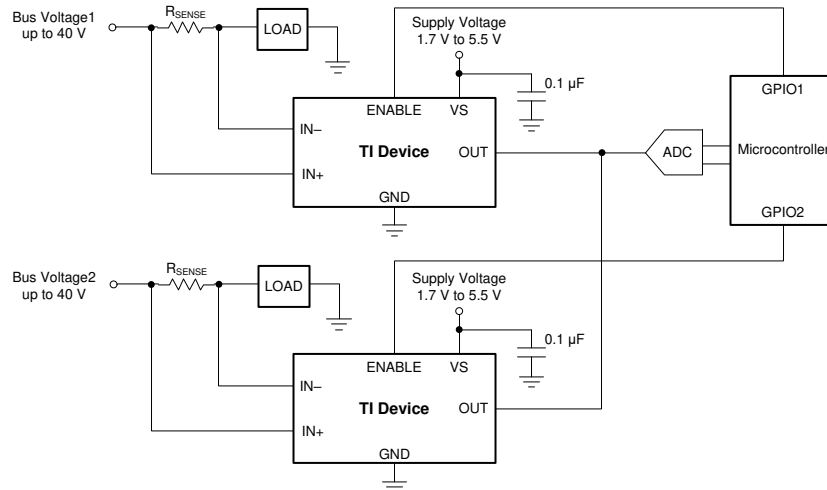 Bus Voltage1
up to 40 V
RSENSE
LOAD
Supply Voltage
1.7 V to 5.5 V
0.1 µF
ENABLE
VS
IN–
TI Device
OUT
IN+
GND
ADC
GPIO1
Microcontroller
GPIO2
Bus Voltage2
up to 40 V
RSENSE
LOAD
Supply Voltage
1.7 V to 5.5 V
0.1 µF
ENABLE
VS
IN–
TI Device
OUT
IN+
GND